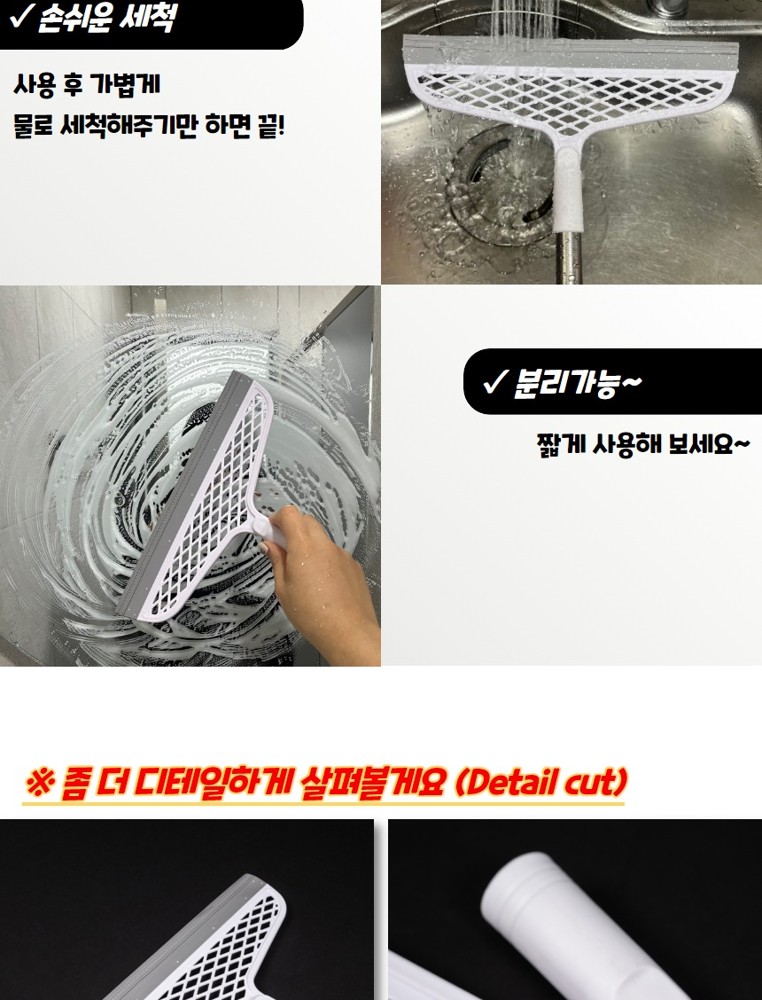 ✓ 손쉬운 세척
사용 후 가볍게
물로 세척해주기만 하면 끝!
✓ 분리가능~
짧게 사용해 보세요~
※ 좀 더 디테일하게 살펴볼게요 (Detail cut)